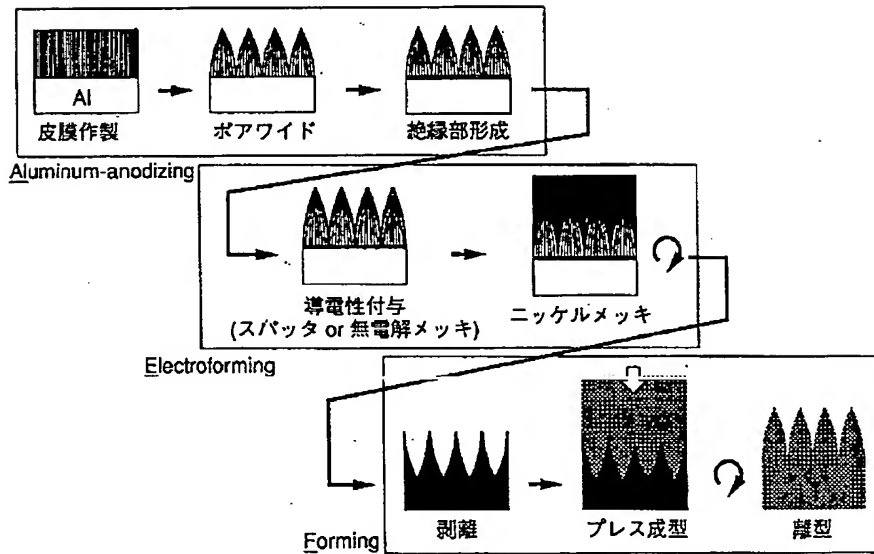 Al
皮膜作製
ポアワイド
絶縁部形成
Aluminum-anodizing
導電性付与
(スパッタ or 無電解メッキ)
ニッケルメッキ
Electroforming
剥離
プレス成型
離型
Forming